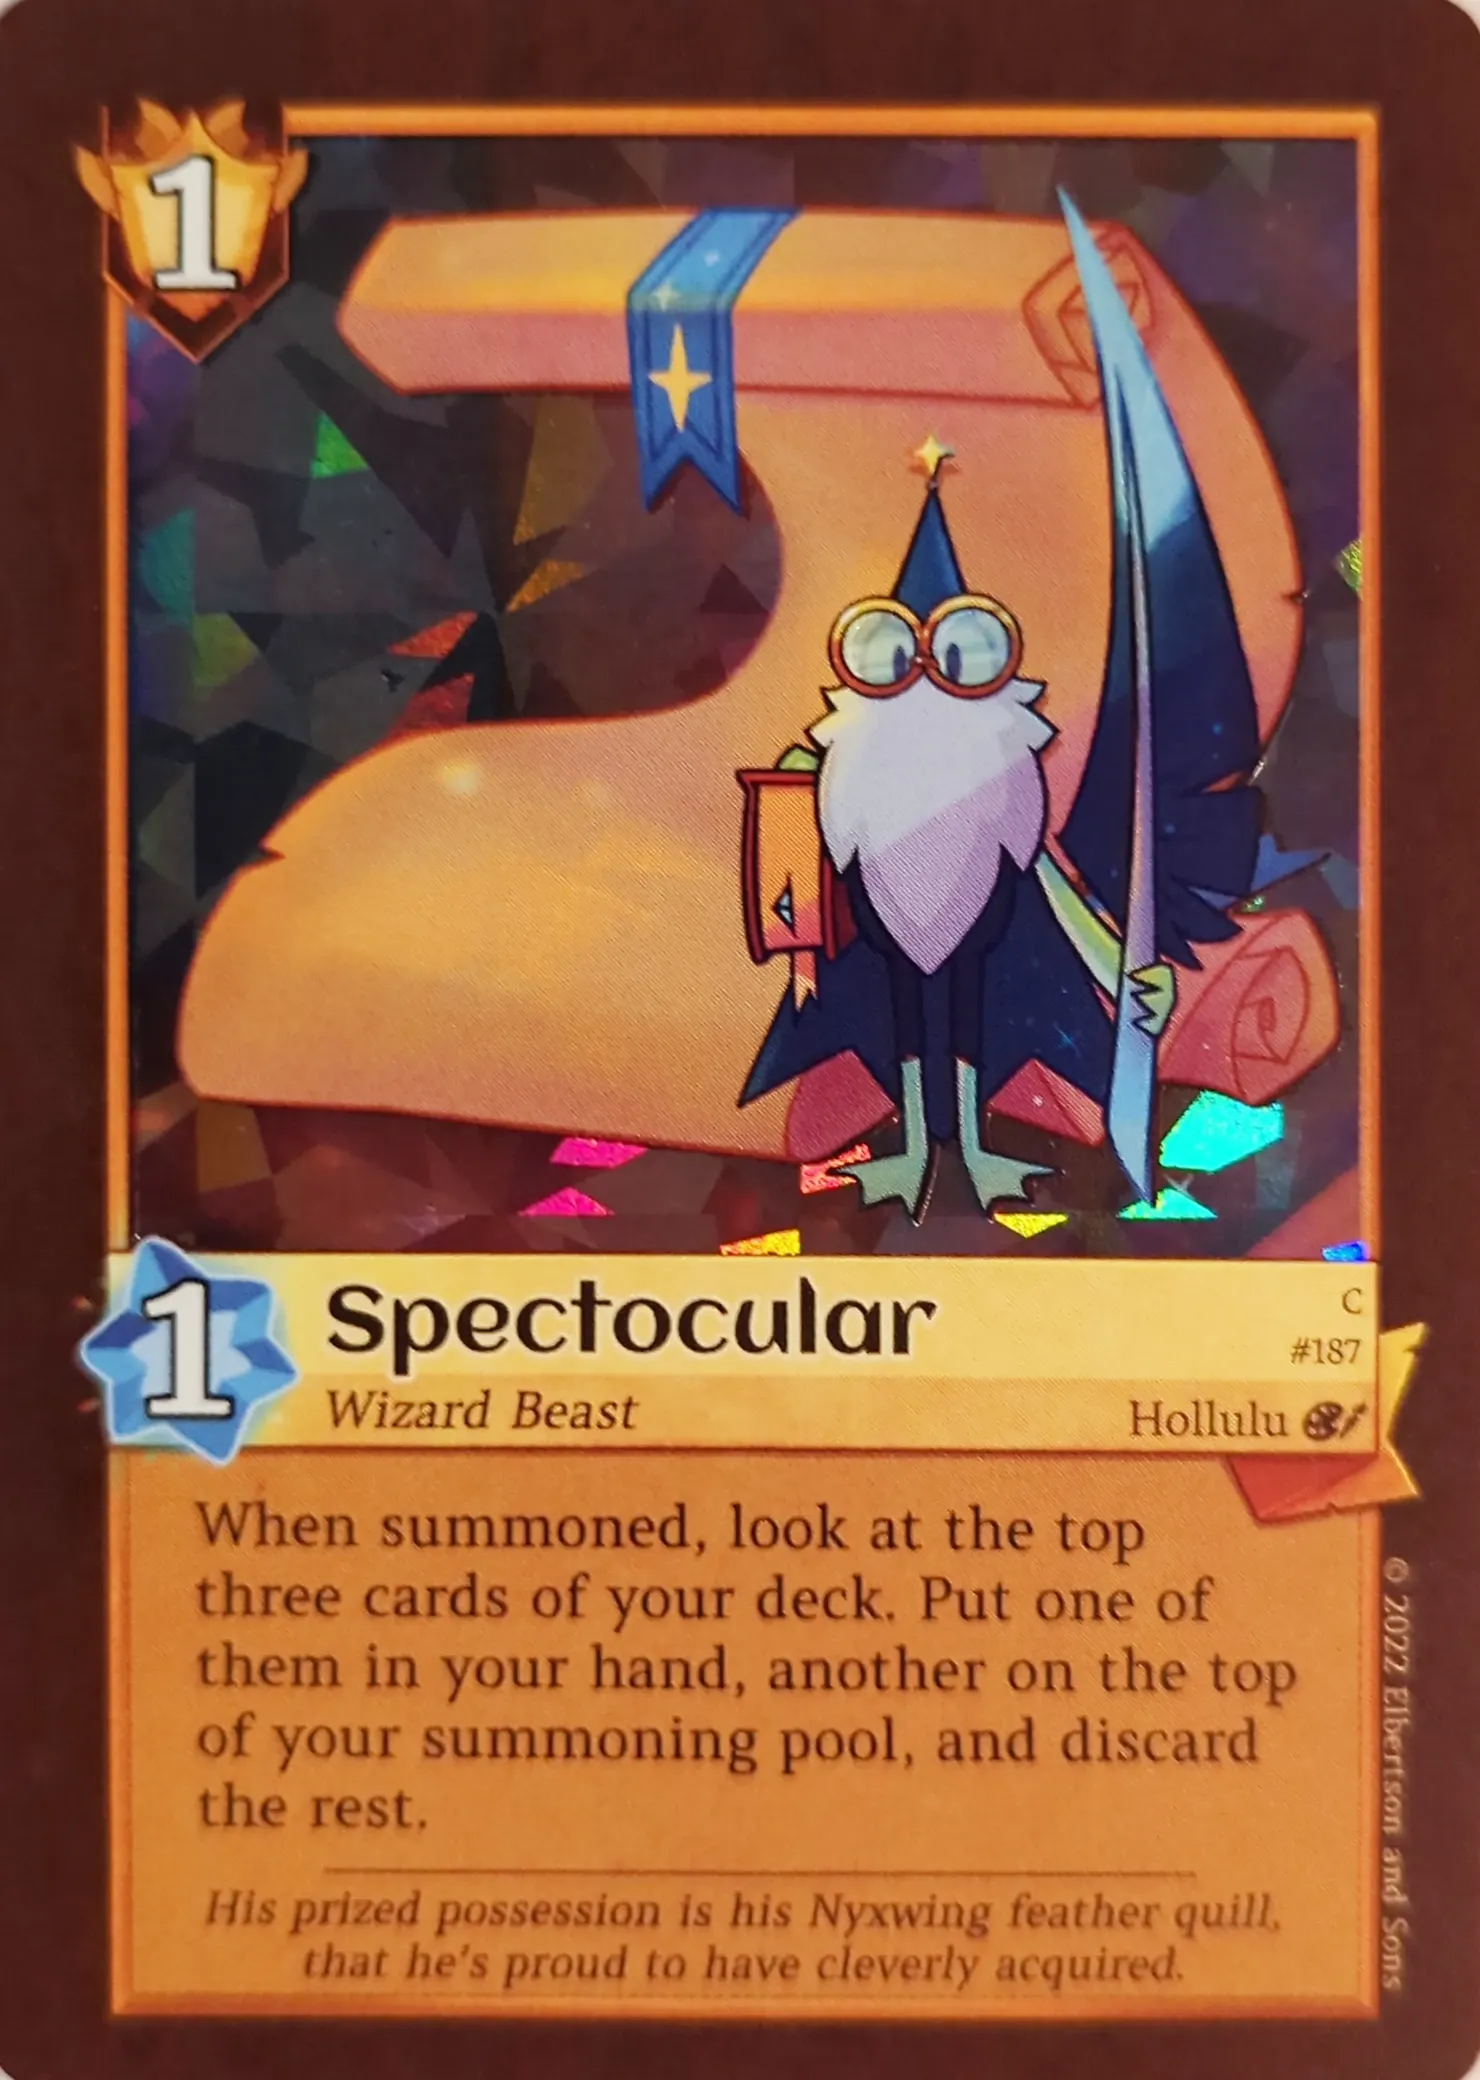 1
1
Spectocular
C
#187
Wizard Beast
Hollulu
When summoned, look at the top
three cards of your deck. Put one of
them in your hand, another on the top
of your summoning pool, and discard
the rest.
His prized possession is his Nyxwing feather quill,
that he's proud to have cleverly acquired.
© 2022 Elbertson and Sons